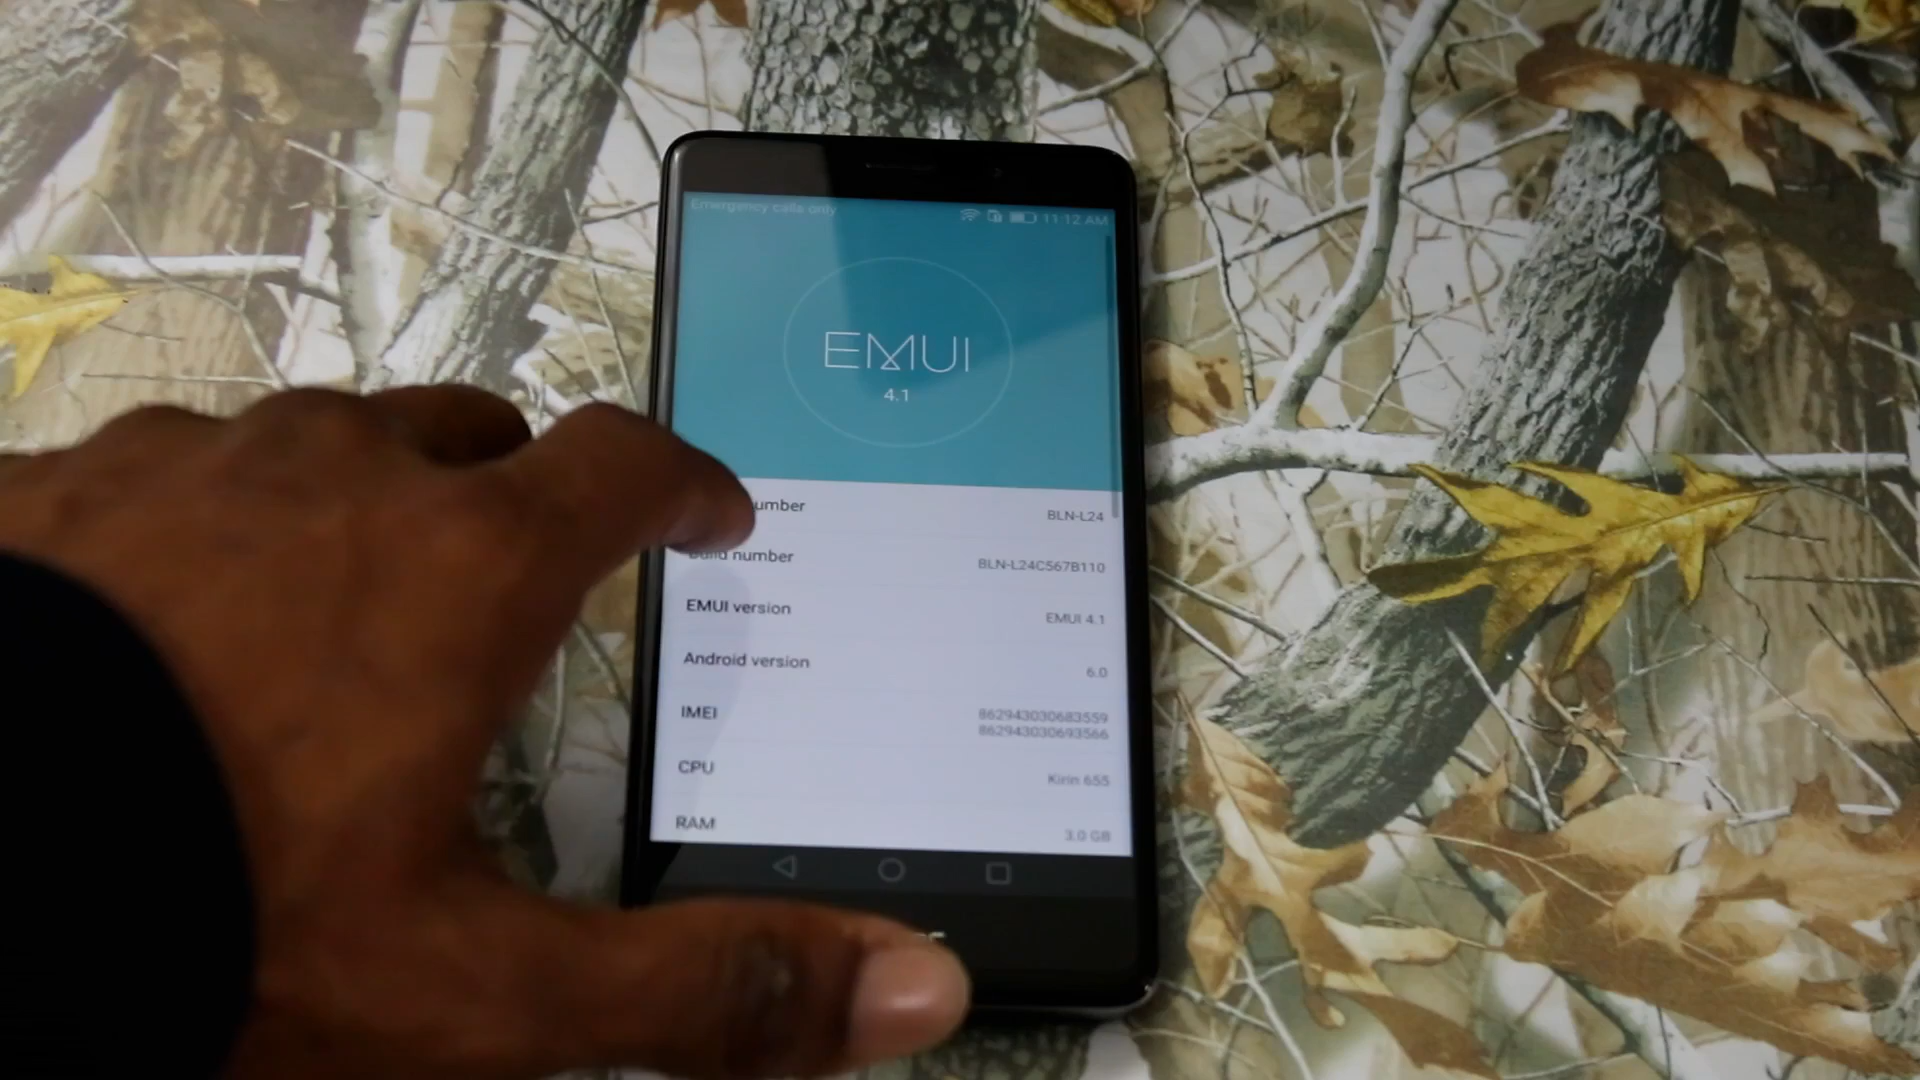 Emergency calls only 11:12 AM
EMUI
4.1
umber BLN-L24
Build number BLN-L24C567B110
EMUI version EMUI 4.1
Android version 6.0
IMEI 862943030683559
862943030693566
CPU Kirin 655
RAM 3.0 GB